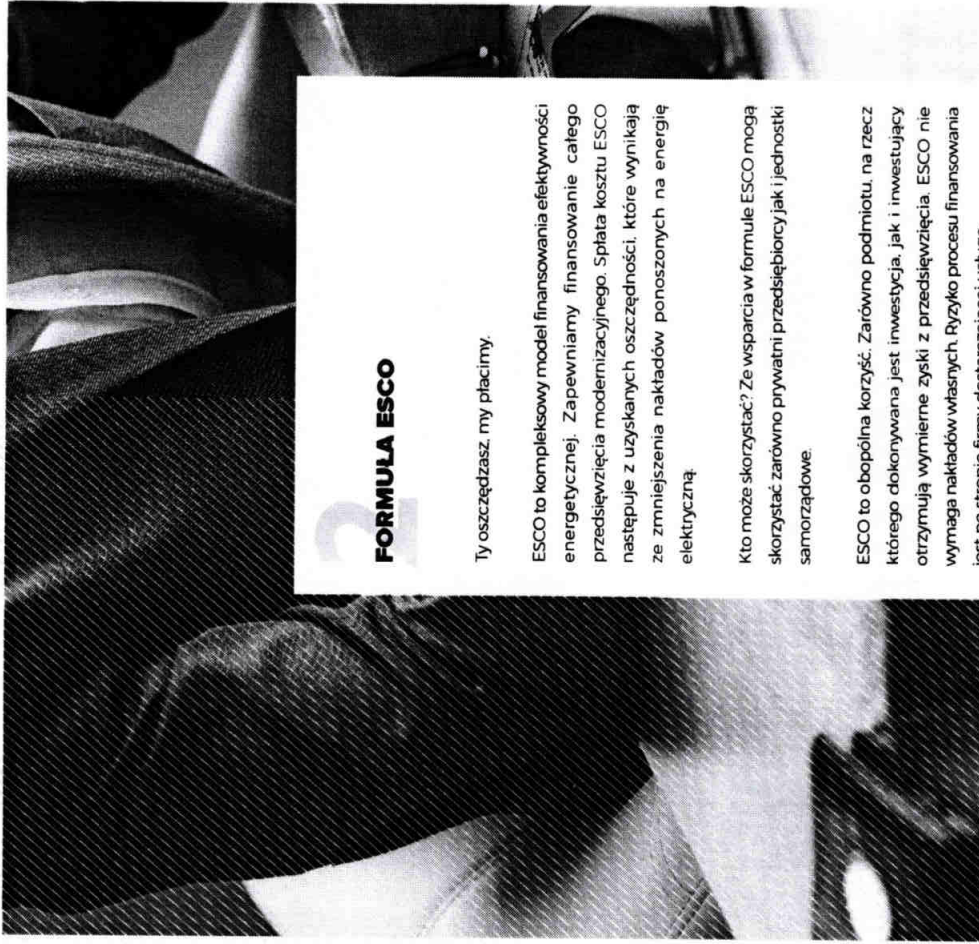 2
FORMUŁA ESCO
Ty oszczędzasz, my płacimy.
ESCO to kompleksowy model finansowania efektywności
energetycznej. Zapewniamy finansowanie całego
przedsięwzięcia modernizacyjnego. Spłata kosztu ESCO
następuje z uzyskanych oszczędności, które wynikają
ze zmniejszenia nakładów ponoszonych na energię
elektryczną.
Kto może skorzystać? Ze wsparcia w formule ESCO mogą
skorzystać zarówno prywatni przedsiębiorcy jak i jednostki
samorządowe.
ESCO to obopólna korzyść. Zarówno podmiotu, na rzecz
którego dokonywana jest inwestycja, jak i inwestujący,
otrzymują wymierne zyski z przedsięwzięcia. ESCO nie
wymaga nakładów własnych. Ryzyko procesu finansowania
jest po stronie firmy